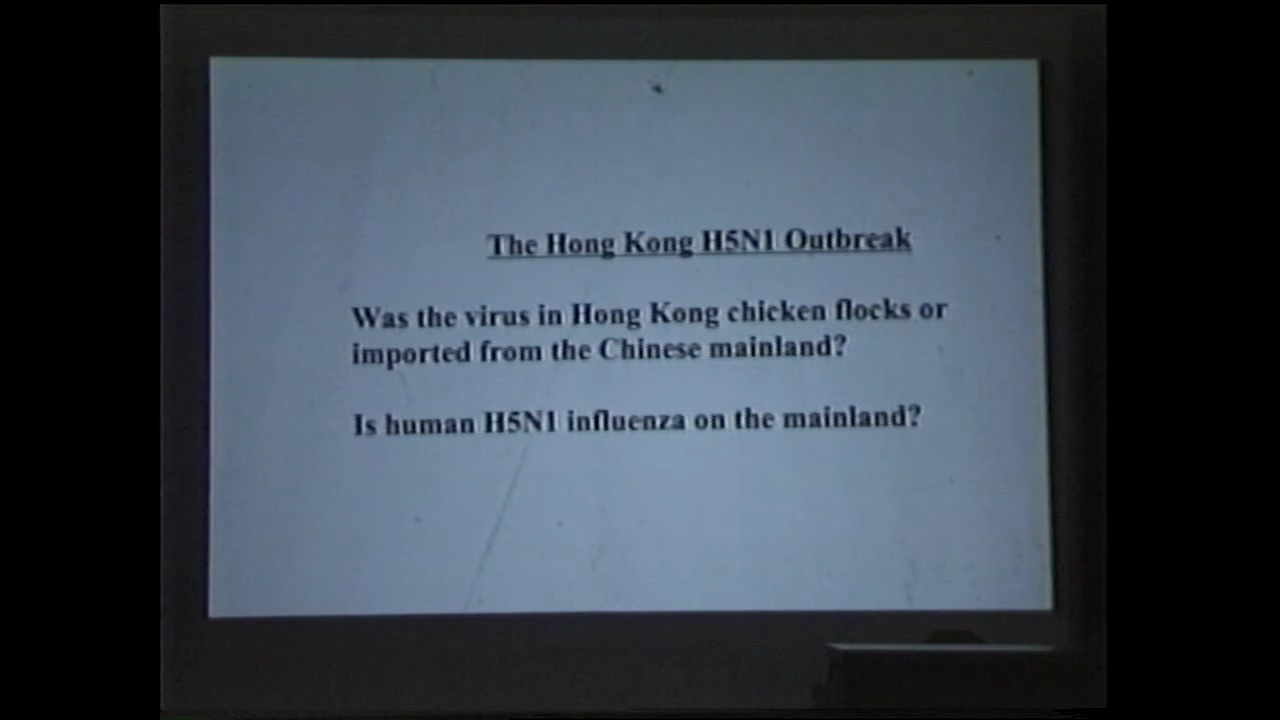 The Hong Kong H5N1 Outbreak
Was the virus in Hong Kong chicken flocks or
imported from the Chinese mainland?
Is human H5N1 influenza on the mainland?